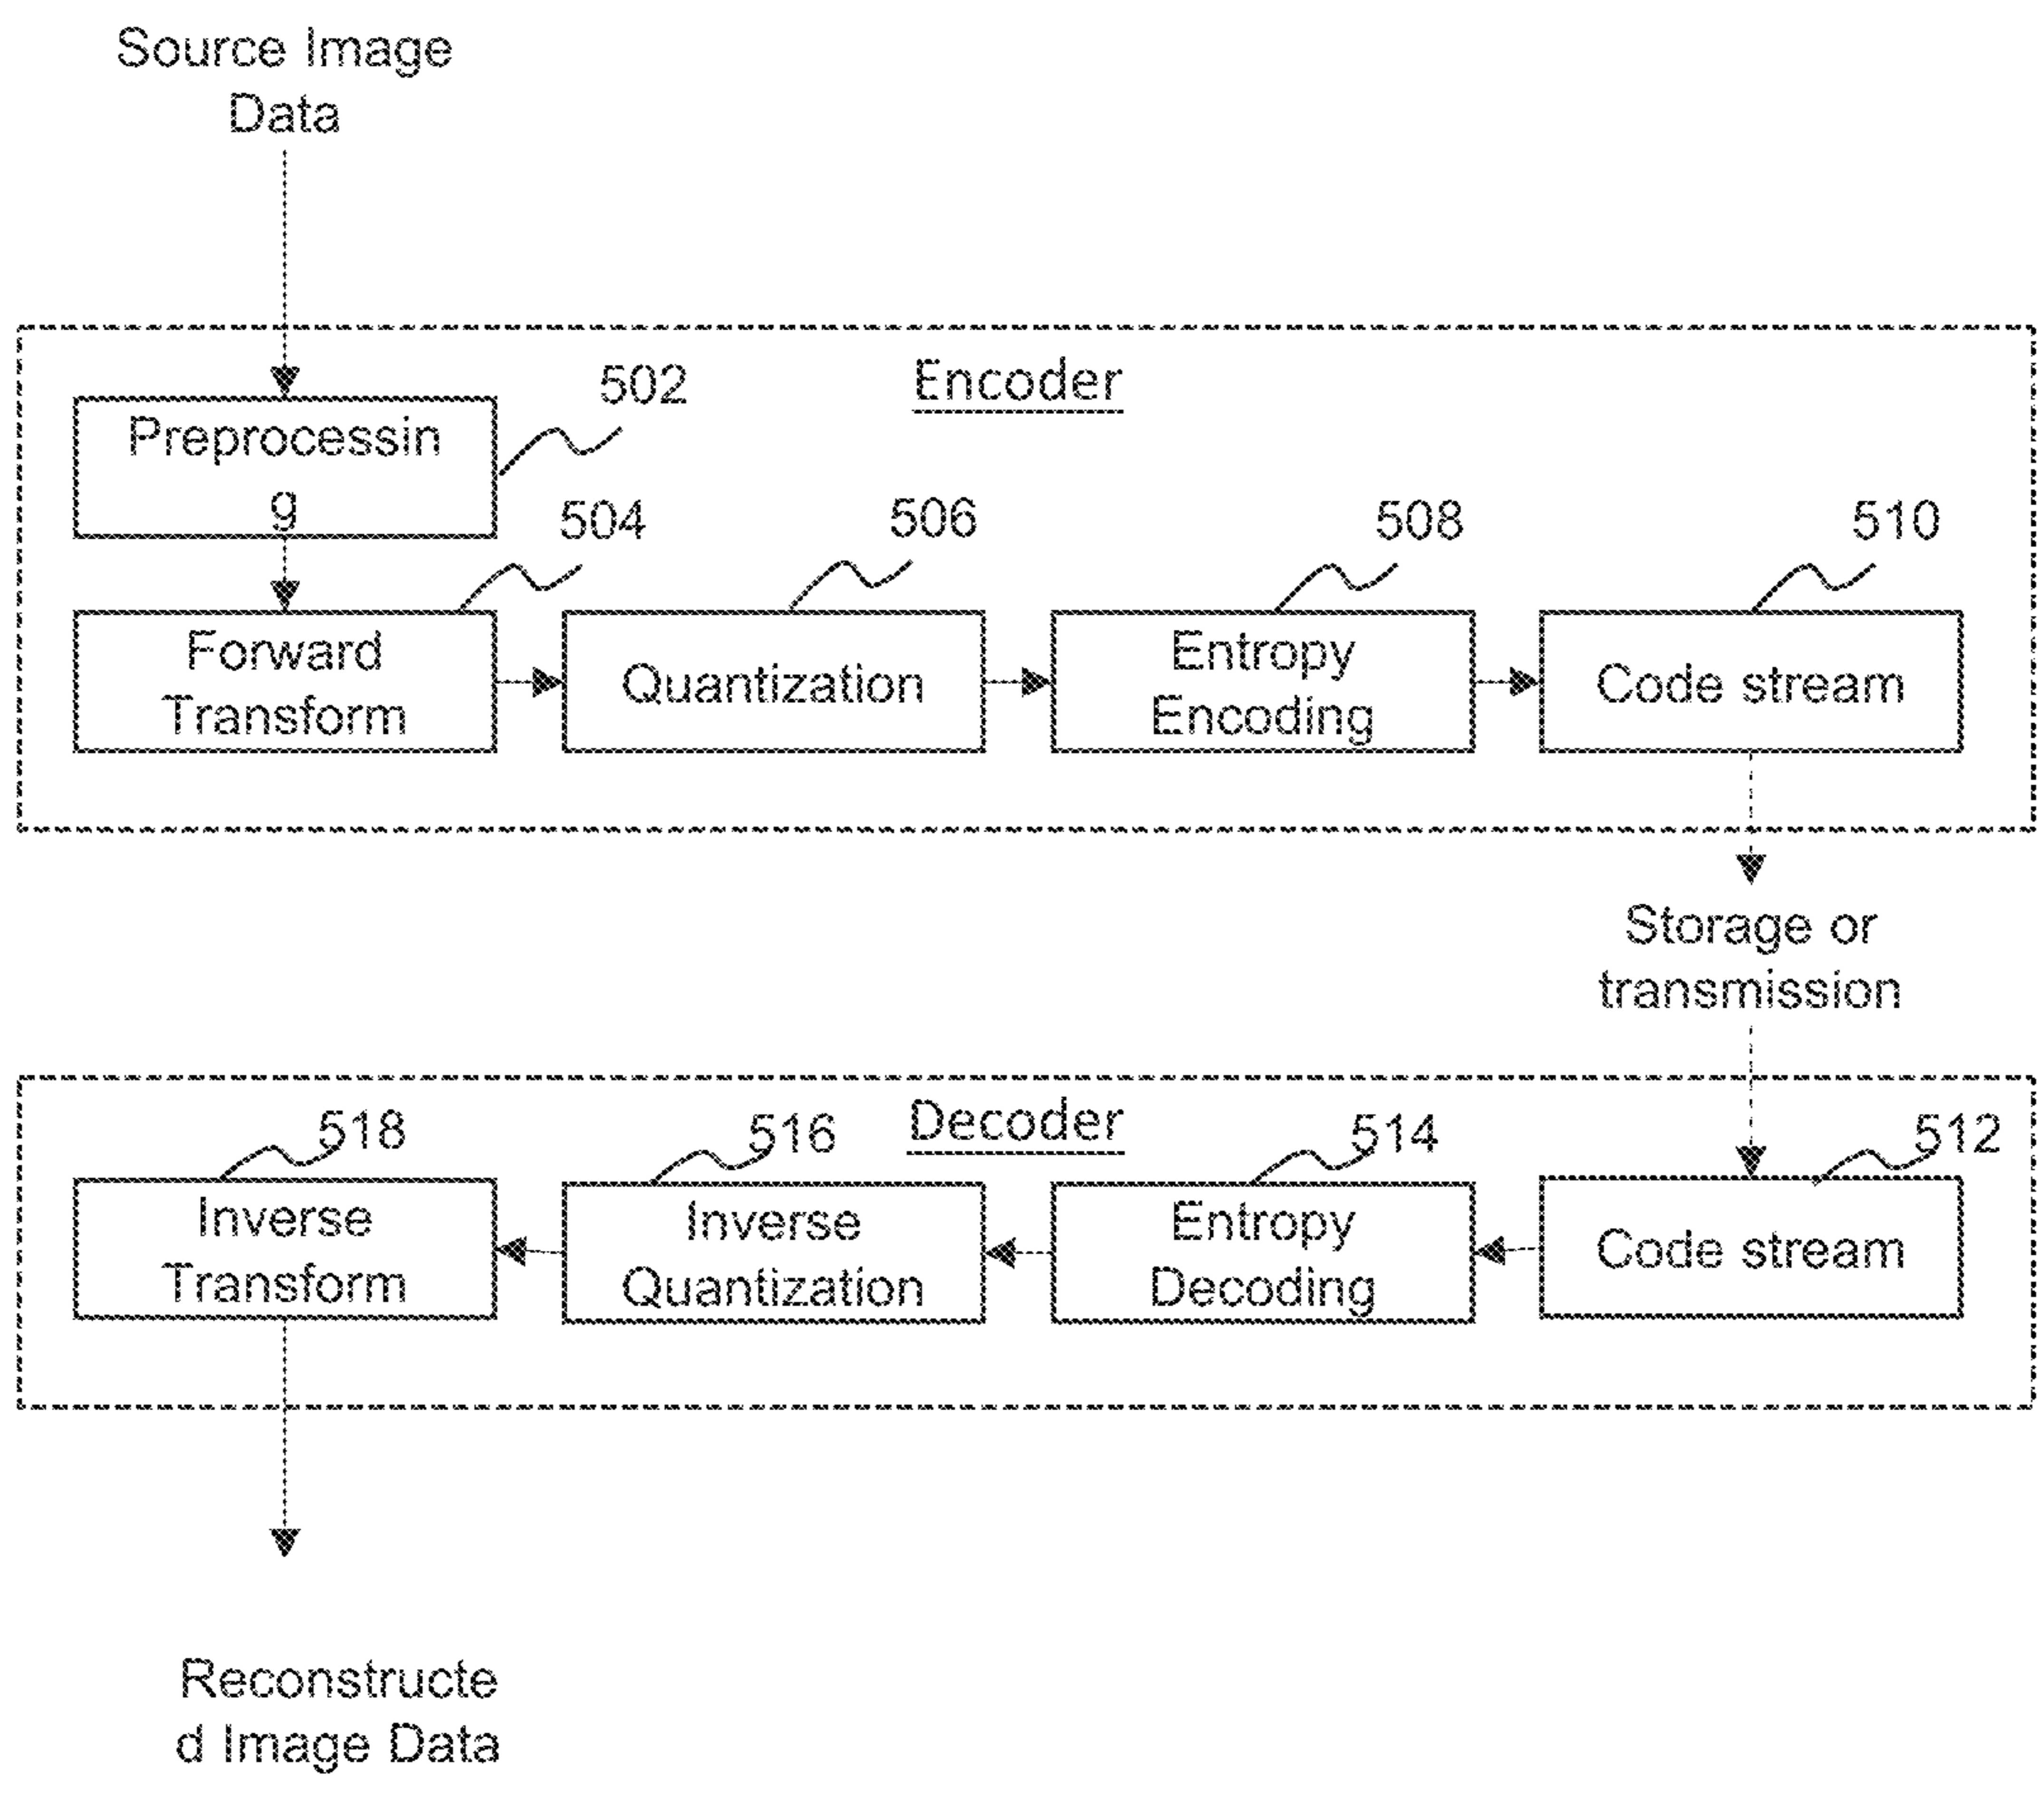 Source Image
Data
Encoder
502
Preprocessin
g
504
506
508
510
Forward
Transform
Quantization
Entropy
Encoding
Code stream
Storage or
transmission
Decoder
518
516
514
512
Inverse
Transform
Inverse
Quantization
Entropy
Decoding
Code stream
Reconstructe
d Image Data